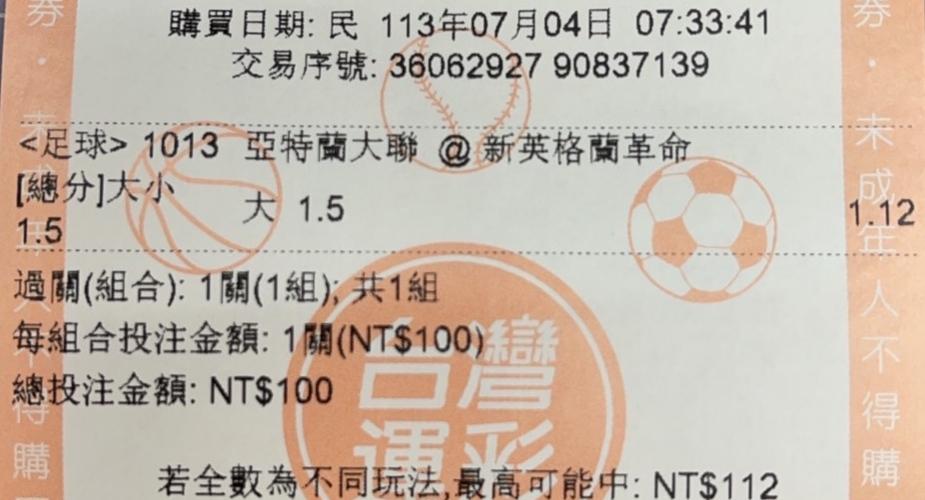 購買日期: 民 113年07月04日 07:33:41
交易序號: 36062927 90837139
<足球> 1013 亞特蘭大聯 @ 新英格蘭革命
[總分]大小
1.5
大 1.5
1.12
過關(組合): 1關(1組); 共1組
每組合投注金額: 1關(NT$100)
總投注金額: NT$100
若全數為不同玩法,最高可能中: NT$112
台灣
運彩
券・未成年人不得購
券・未成年人不得購